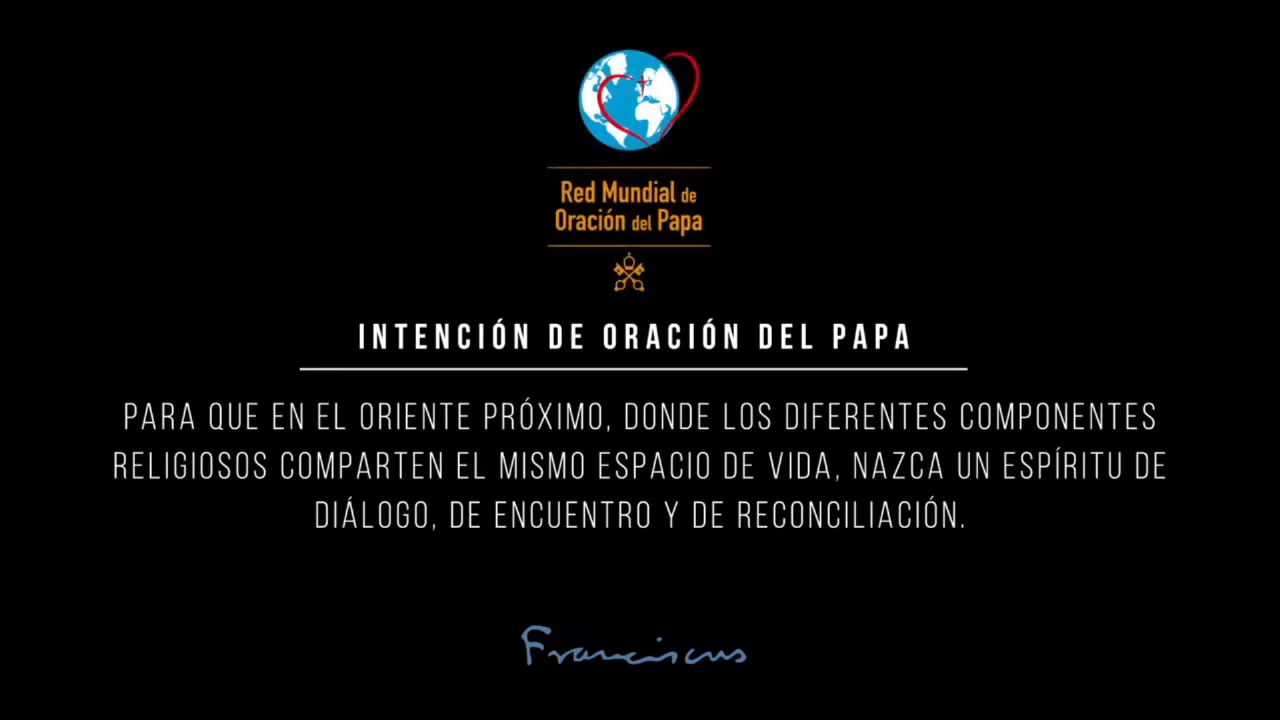 Red Mundial de
Oración del Papa
INTENCIÓN DE ORACIÓN DEL PAPA
PARA QUE EN EL ORIENTE PRÓXIMO, DONDE LOS DIFERENTES COMPONENTES
RELIGIOSOS COMPARTEN EL MISMO ESPACIO DE VIDA, NAZCA UN ESPÍRITU DE
DIÁLOGO, DE ENCUENTRO Y DE RECONCILIACIÓN.
Franciscus